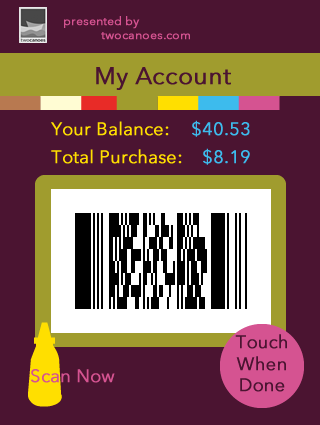 presented by
twocanoes.com
twocanoes
My Account
Your Balance: $40.53
Total Purchase: $8.19
Scan Now
Touch
When
Done